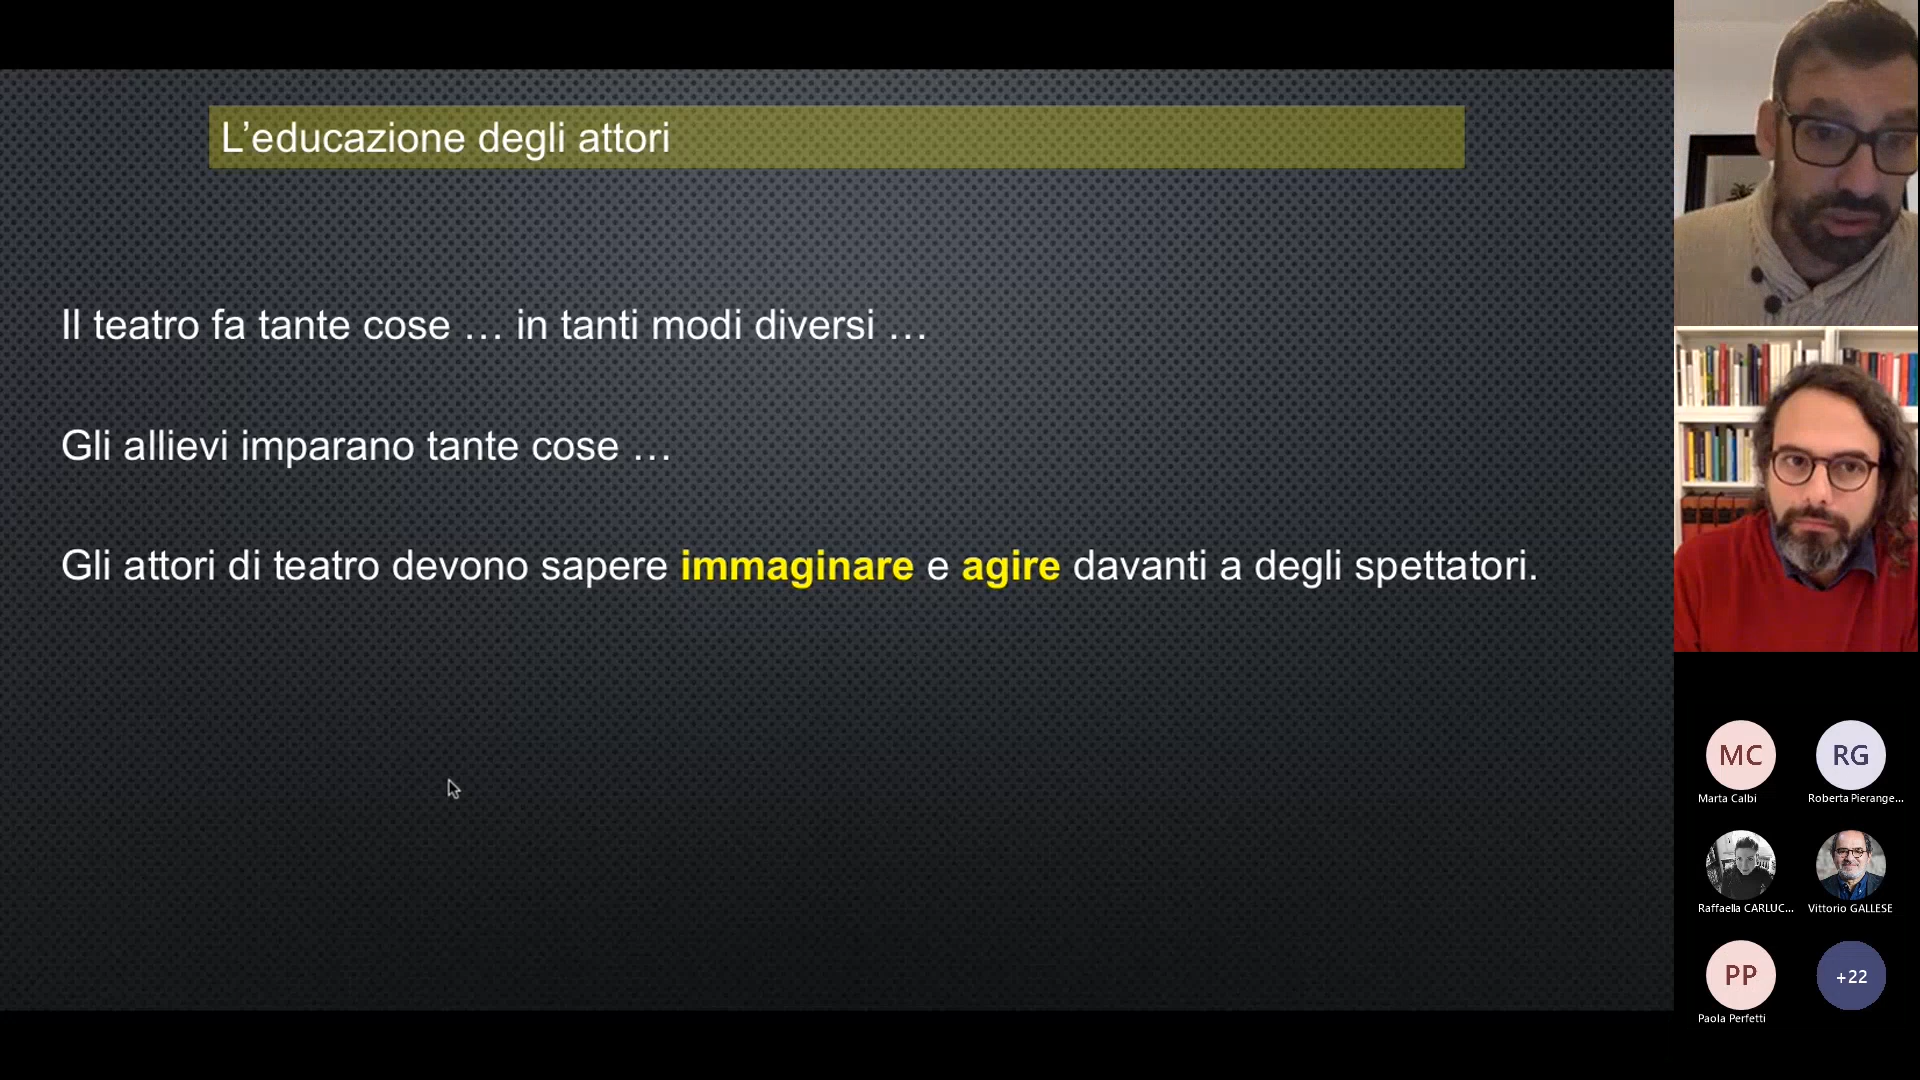 L’educazione degli attori
Il teatro fa tante cose … in tanti modi diversi …
Gli allievi imparano tante cose …
Gli attori di teatro devono sapere immaginare e agire davanti a degli spettatori.
MC
RG
Marta Calbi
Roberta Pierange...
Raffaella CARLUC...
Vittorio GALLESE
PP
+22
Paola Perfetti